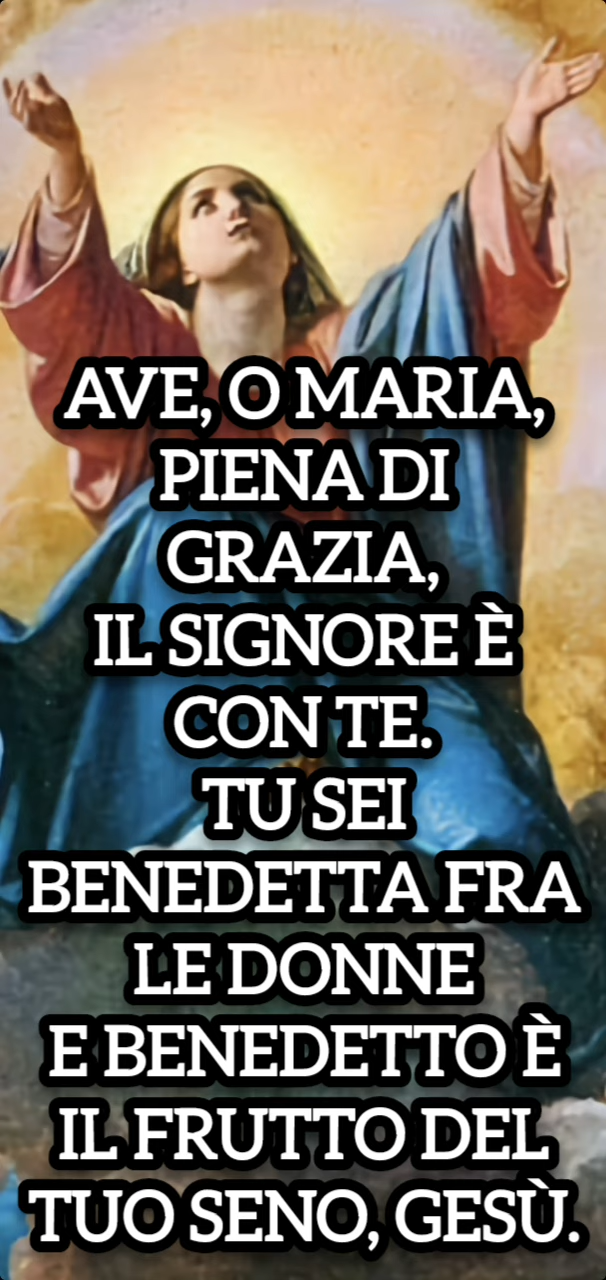 AVE, O MARIA,
PIENA DI
GRAZIA,
IL SIGNORE È
CON TE.
TU SEI
BENEDETTA FRA
LE DONNE
E BENEDETTO È
IL FRUTTO DEL
TUO SENO, GESÙ.